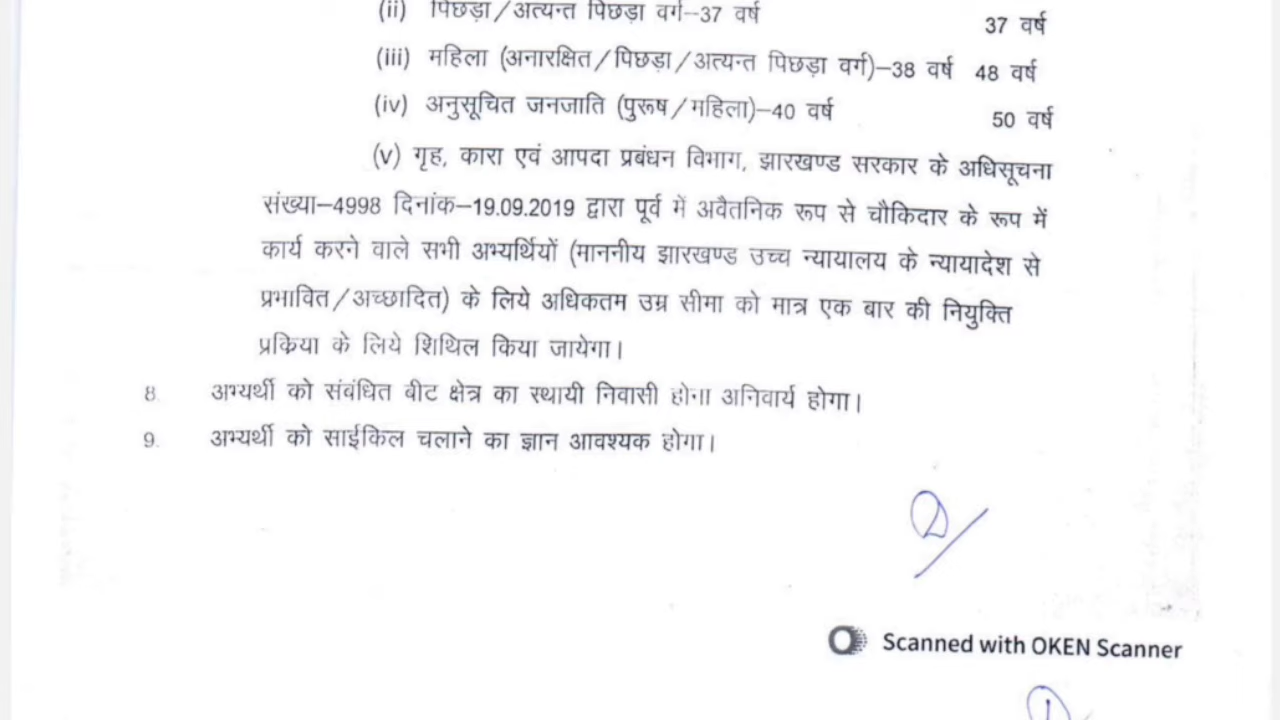 (ii) पिछड़ा/अत्यन्त पिछड़ा वर्ग–37 वर्ष 37 वर्ष
(iii) महिला (अनारक्षित/पिछड़ा/अत्यन्त पिछड़ा वर्ग)–38 वर्ष 48 वर्ष
(iv) अनुसूचित जनजाति (पुरूष/महिला)–40 वर्ष 50 वर्ष
(v) गृह, कारा एवं आपदा प्रबंधन विभाग, झारखण्ड सरकार के अधिसूचना
संख्या–4998 दिनांक–19.09.2019 द्वारा पूर्व में अवैतनिक रूप से चौकिदार के रूप में
कार्य करने वाले सभी अभ्यर्थियों (माननीय झारखण्ड उच्च न्यायालय के न्यायादेश से
प्रभावित/अच्छादित) के लिये अधिकतम उम्र सीमा को मात्र एक बार की नियुक्ति
प्रक्रिया के लिये शिथिल किया जायेगा।
8. अभ्यर्थी को संबंधित बीट क्षेत्र का स्थायी निवासी होना अनिवार्य होगा।
9. अभ्यर्थी को साईकिल चलाने का ज्ञान आवश्यक होगा।
Scanned with OKEN Scanner